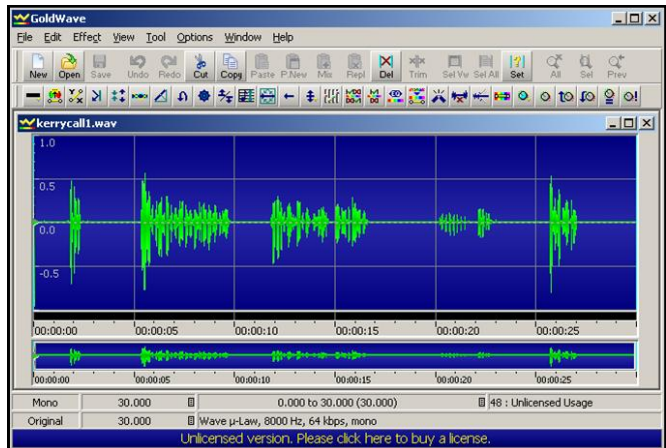 GoldWave
File Edit Effect View Tool Options Window Help
New Open Save Undo Redo Cut Copy Paste P.New Mix Repl Del Trim Sel Vw Sel All Set All Sel Prev
kerrycall1.wav
1.0
0.5
0.0
-0.5
00:00:00 00:00:05 00:00:10 00:00:15 00:00:20 00:00:25
00:00:00 00:00:05 00:00:10 00:00:15 00:00:20 00:00:25
Mono 30.000 0.000 to 30.000 (30.000) 48 : Unlicensed Usage
Original 30.000 Wave μ-Law, 8000 Hz, 64 kbps, mono
Unlicensed version. Please click here to buy a license.